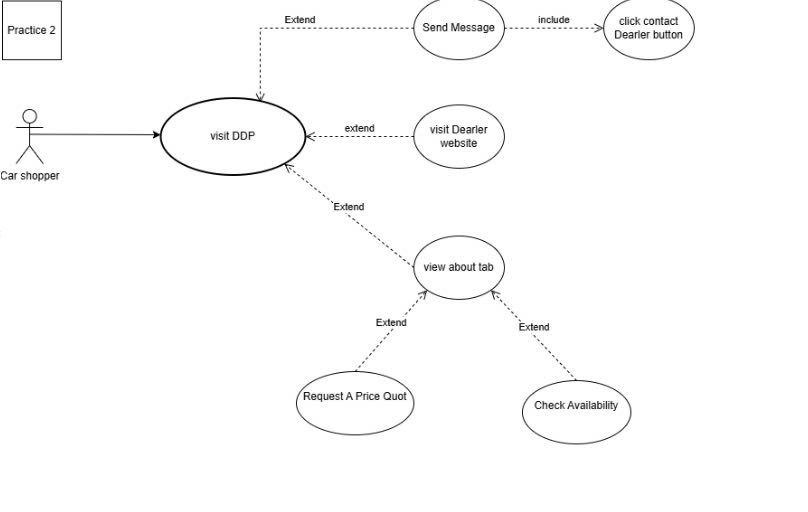 Practice 2
Extend
Send Message
include
click contact
Dearler button
visit DDP
extend
visit Dearler
website
Car shopper
Extend
view about tab
Extend
Extend
Request A Price Quot
Check Availability